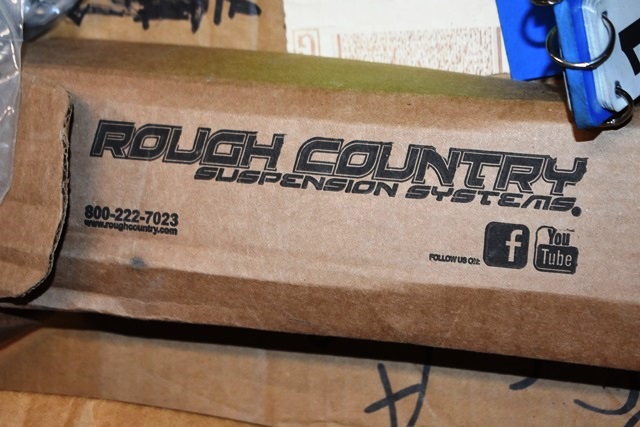 ROUGH COUNTRY
SUSPENSION SYSTEMS.
800-222-7023
www.roughcountry.com
FOLLOW US ON:
f
You
Tube